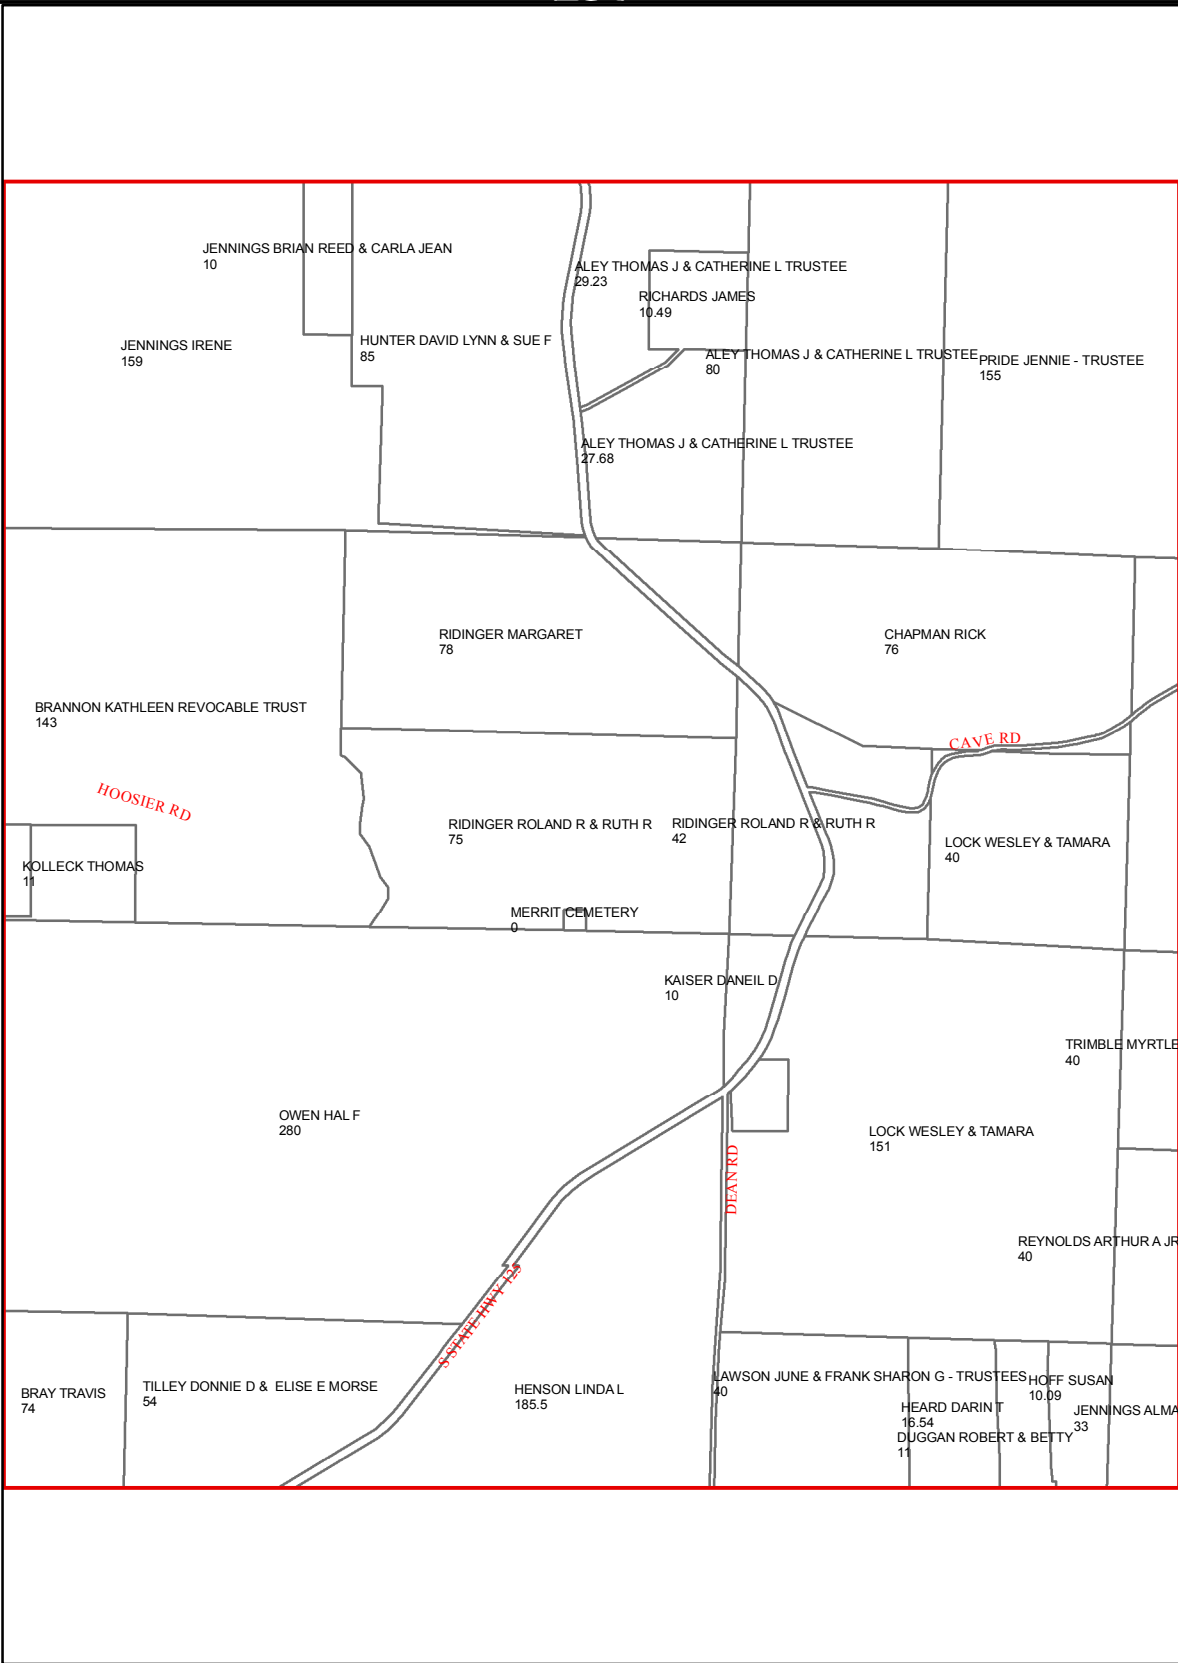 JENNINGS BRIAN REED & CARLA JEAN
10
ALEY THOMAS J & CATHERINE L TRUSTEE
29.23
RICHARDS JAMES
10.49
JENNINGS IRENE
159
HUNTER DAVID LYNN & SUE F
85
ALEY THOMAS J & CATHERINE L TRUSTEE
80
PRIDE JENNIE - TRUSTEE
155
ALEY THOMAS J & CATHERINE L TRUSTEE
27.68
RIDINGER MARGARET
78
CHAPMAN RICK
76
BRANNON KATHLEEN REVOCABLE TRUST
143
CAVE RD
HOOSIER RD
RIDINGER ROLAND R & RUTH R
75
RIDINGER ROLAND R & RUTH R
42
LOCK WESLEY & TAMARA
40
KOLLECK THOMAS
11
MERRIT CEMETERY
0
KAISER DANEIL D
10
TRIMBLE MYRTLE
40
OWEN HAL F
280
LOCK WESLEY & TAMARA
151
DEAN RD
REYNOLDS ARTHUR A JR
40
S STATE HWY 125
BRAY TRAVIS
74
TILLEY DONNIE D & ELISE E MORSE
54
HENSON LINDA L
185.5
LAWSON JUNE & FRANK SHARON G - TRUSTEES
40
HOFF SUSAN
10.09
HEARD DARIN T
16.54
JENNINGS ALMA
33
DUGGAN ROBERT & BETTY
11